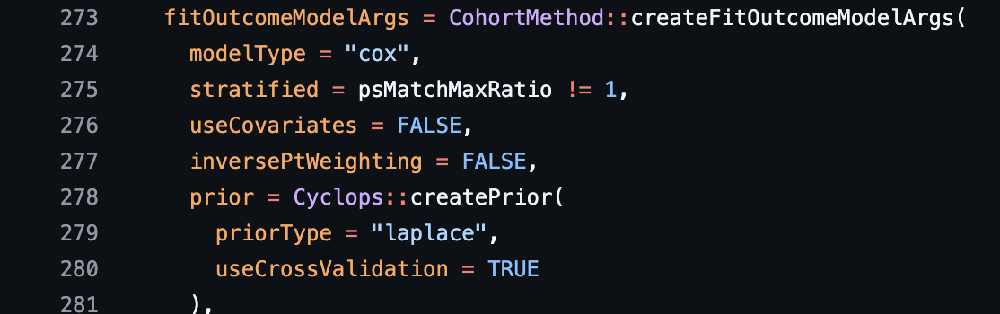 273 fitOutcomeModelArgs = CohortMethod::createFitOutcomeModelArgs(
274 modelType = "cox",
275 stratified = psMatchMaxRatio != 1,
276 useCovariates = FALSE,
277 inversePtWeighting = FALSE,
278 prior = Cyclops::createPrior(
279 priorType = "laplace",
280 useCrossValidation = TRUE
281 ),